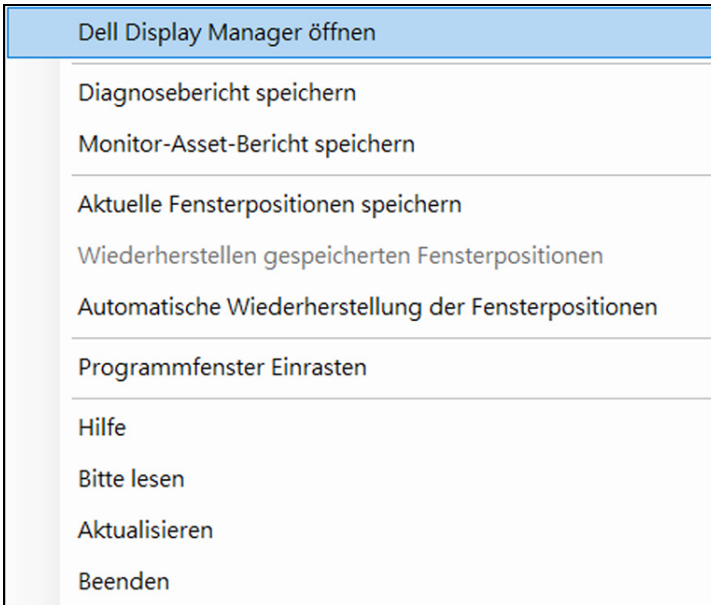 Dell Display Manager öffnen
Diagnosebericht speichern
Monitor-Asset-Bericht speichern
Aktuelle Fensterpositionen speichern
Wiederherstellen gespeicherten Fensterpositionen
Automatische Wiederherstellung der Fensterpositionen
Programmfenster Einrasten
Hilfe
Bitte lesen
Aktualisieren
Beenden